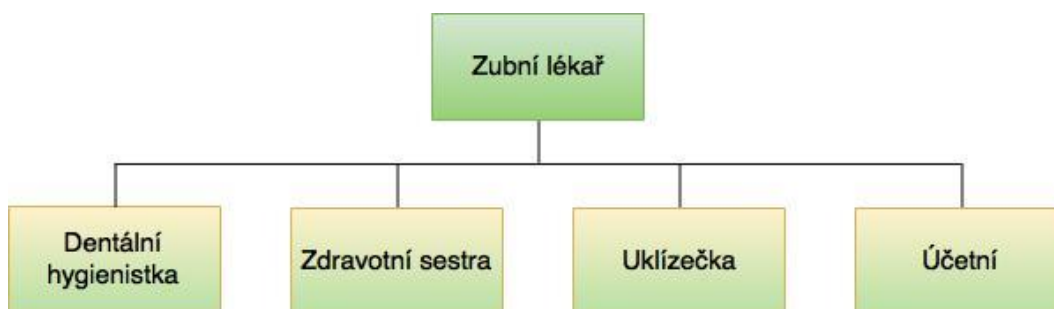 Zubní lékař
Dentální
hygienistka
Zdravotní sestra
Uklízečka
Účetní